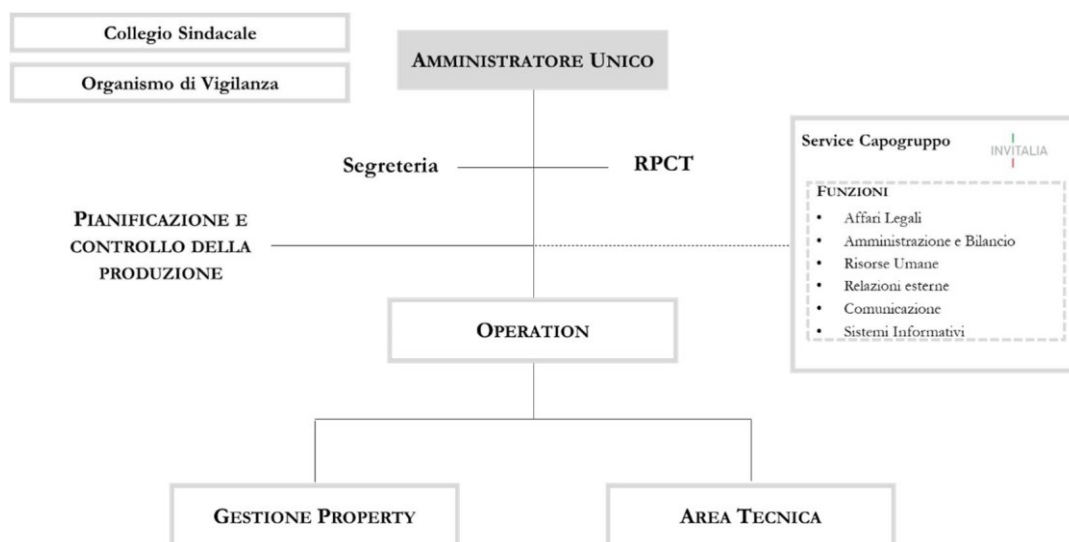 Collegio Sindacale
Organismo di Vigilanza
AMMINISTRATORE UNICO
Segreteria
RPCT
PIANIFICAZIONE E
CONTROLLO DELLA
PRODUZIONE
Service Capogruppo
INVITALIA
FUNZIONI
• Affari Legali
• Amministrazione e Bilancio
• Risorse Umane
• Relazioni esterne
• Comunicazione
• Sistemi Informativi
OPERATION
GESTIONE PROPERTY
AREA TECNICA